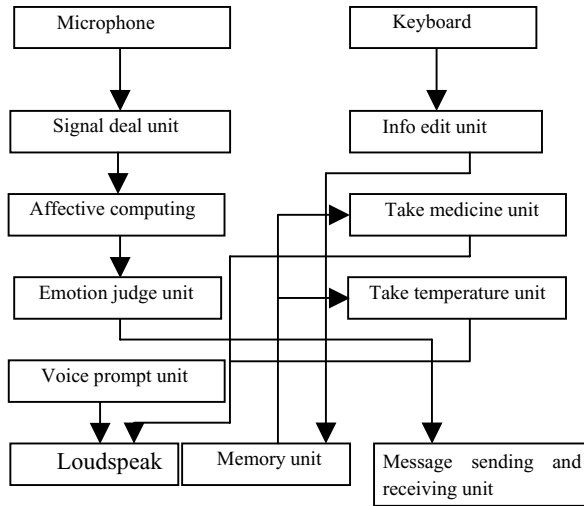 Microphone
Keyboard
Signal deal unit
Info edit unit
Affective computing
Take medicine unit
Emotion judge unit
Take temperature unit
Voice prompt unit
Loudspeak
Memory unit
Message sending and
receiving unit